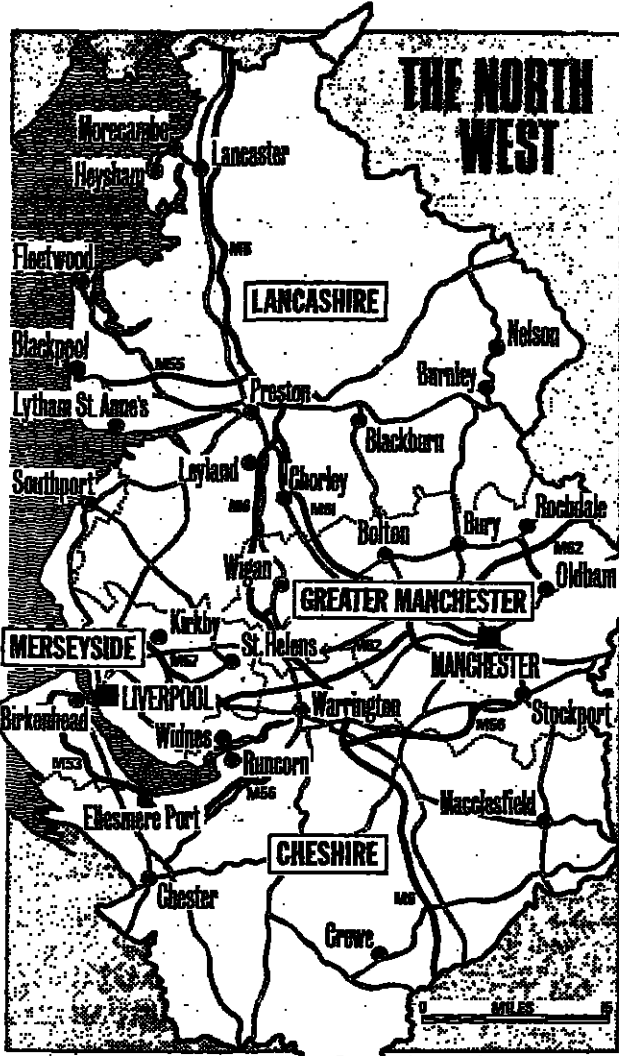 THE NORTH
WEST
Morecambe
Heysham
Lancaster
M6
Fleetwood
LANCASHIRE
Blackpool
M55
Nelson
Burnley
Preston
Lytham St. Anne's
Blackburn
Leyland
Chorley
Southport
M6
M61
Rochdale
Bolton
Bury
M62
Wigan
Oldham
GREATER MANCHESTER
Kirkby
MERSEYSIDE
St. Helens
M62
M57
MANCHESTER
LIVERPOOL
Warrington
Stockport
Birkenhead
M56
Widnes
Runcorn
M53
M56
Ellesmere Port
Macclesfield
CHESHIRE
Chester
M6
Crewe
0 MILES